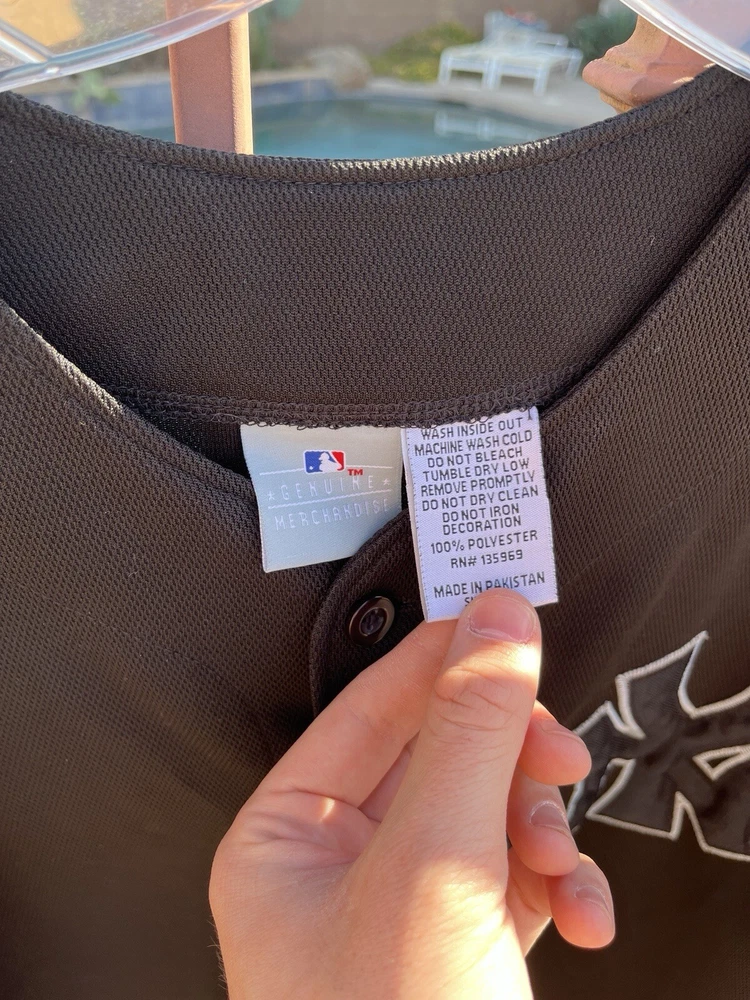 TM
GENUINE
MERCHANDISE
WASH INSIDE OUT
MACHINE WASH COLD
DO NOT BLEACH
TUMBLE DRY LOW
REMOVE PROMPTLY
DO NOT DRY CLEAN
DO NOT IRON
DECORATION
100% POLYESTER
RN# 135969
MADE IN PAKISTAN